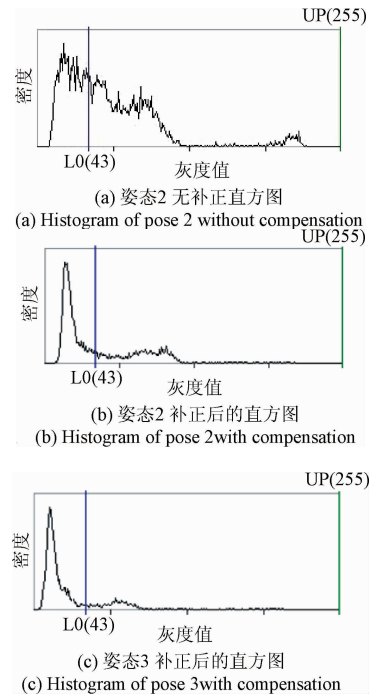 UP(255)
密度
L0(43)
灰度值
(a) 姿态2 无补正直方图
(a) Histogram of pose 2 without compensation
UP(255)
密度
L0(43)
灰度值
(b) 姿态2 补正后的直方图
(b) Histogram of pose 2with compensation
UP(255)
密度
L0(43)
灰度值
(c) 姿态3 补正后的直方图
(c) Histogram of pose 3with compensation